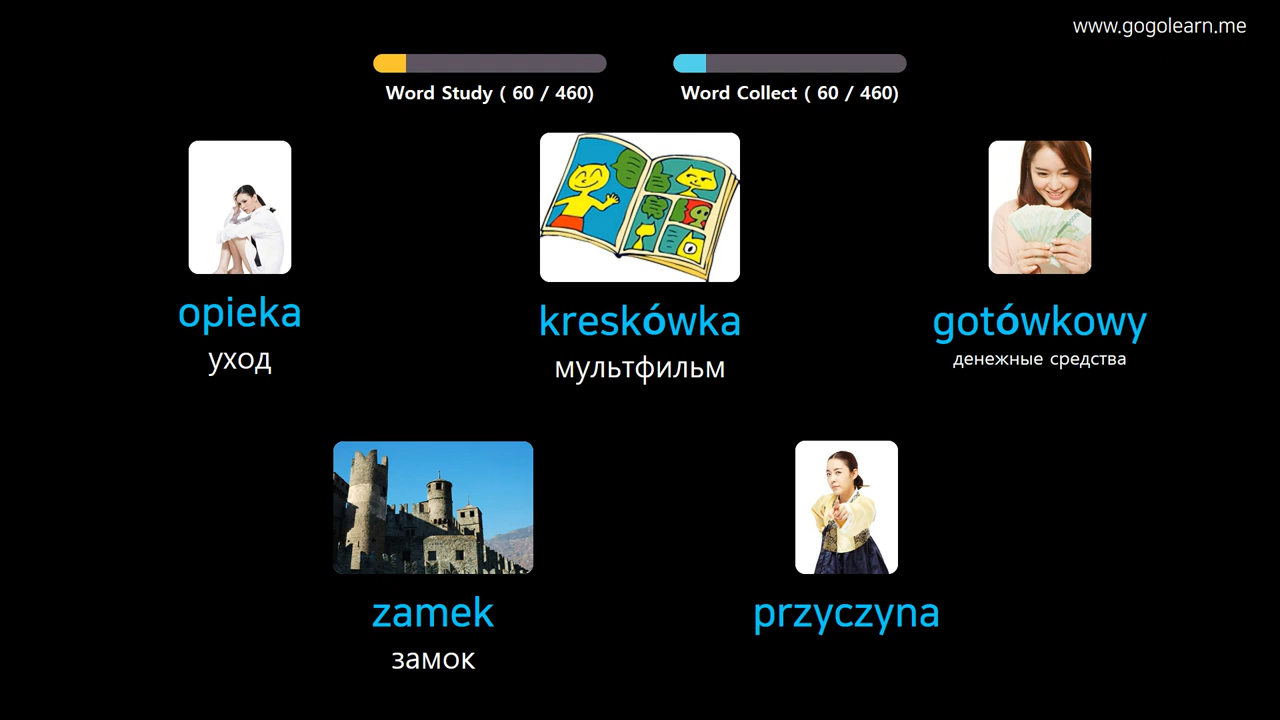 www.gogolearn.me
Word Study ( 60 / 460)
Word Collect ( 60 / 460)
opieka
уход
kreskówka
мультфильм
gotówkowy
денежные средства
zamek
замок
przyczyna